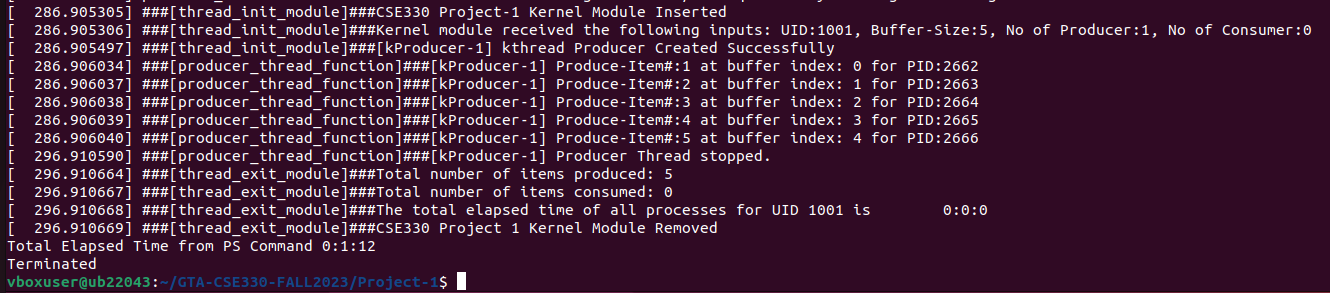 [  286.905305] ###[thread_init_module]###CSE330 Project-1 Kernel Module Inserted
[  286.905306] ###[thread_init_module]###Kernel module received the following inputs: UID:1001, Buffer-Size:5, No of Producer:1, No of Consumer:0
[  286.905497] ###[thread_init_module]###[kProducer-1] kthread Producer Created Successfully
[  286.906034] ###[producer_thread_function]###[kProducer-1] Produce-Item#:1 at buffer index: 0 for PID:2662
[  286.906037] ###[producer_thread_function]###[kProducer-1] Produce-Item#:2 at buffer index: 1 for PID:2663
[  286.906038] ###[producer_thread_function]###[kProducer-1] Produce-Item#:3 at buffer index: 2 for PID:2664
[  286.906039] ###[producer_thread_function]###[kProducer-1] Produce-Item#:4 at buffer index: 3 for PID:2665
[  286.906040] ###[producer_thread_function]###[kProducer-1] Produce-Item#:5 at buffer index: 4 for PID:2666
[  296.910590] ###[producer_thread_function]###[kProducer-1] Producer Thread stopped.
[  296.910664] ###[thread_exit_module]###Total number of items produced: 5
[  296.910667] ###[thread_exit_module]###Total number of items consumed: 0
[  296.910668] ###[thread_exit_module]###The total elapsed time of all processes for UID 1001 is        0:0:0
[  296.910669] ###[thread_exit_module]###CSE330 Project 1 Kernel Module Removed
Total Elapsed Time from PS Command 0:1:12
Terminated
vboxuser@ub22043:~/GTA-CSE330-FALL2023/Project-1$